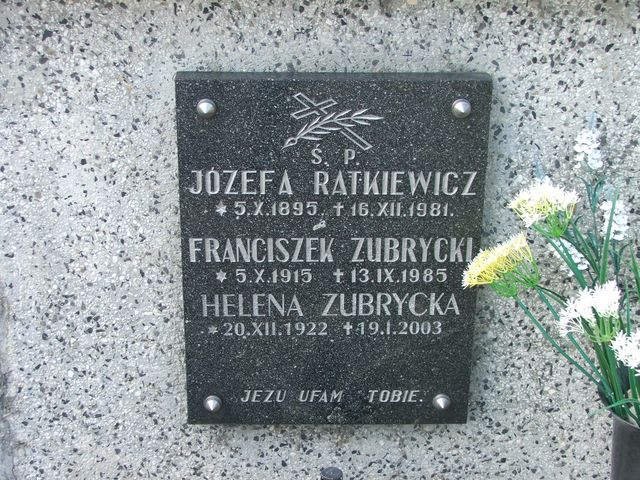 Ś. P.
JÓZEFA RATKIEWICZ
* 5.X.1895. ✝ 16.XII.1981.
FRANCISZEK ZUBRYCKI
* 5.X.1915 ✝ 13.IX.1985
HELENA ZUBRYCKA
* 20.XII.1922 ✝ 19.I.2003
JEZU UFAM TOBIE.